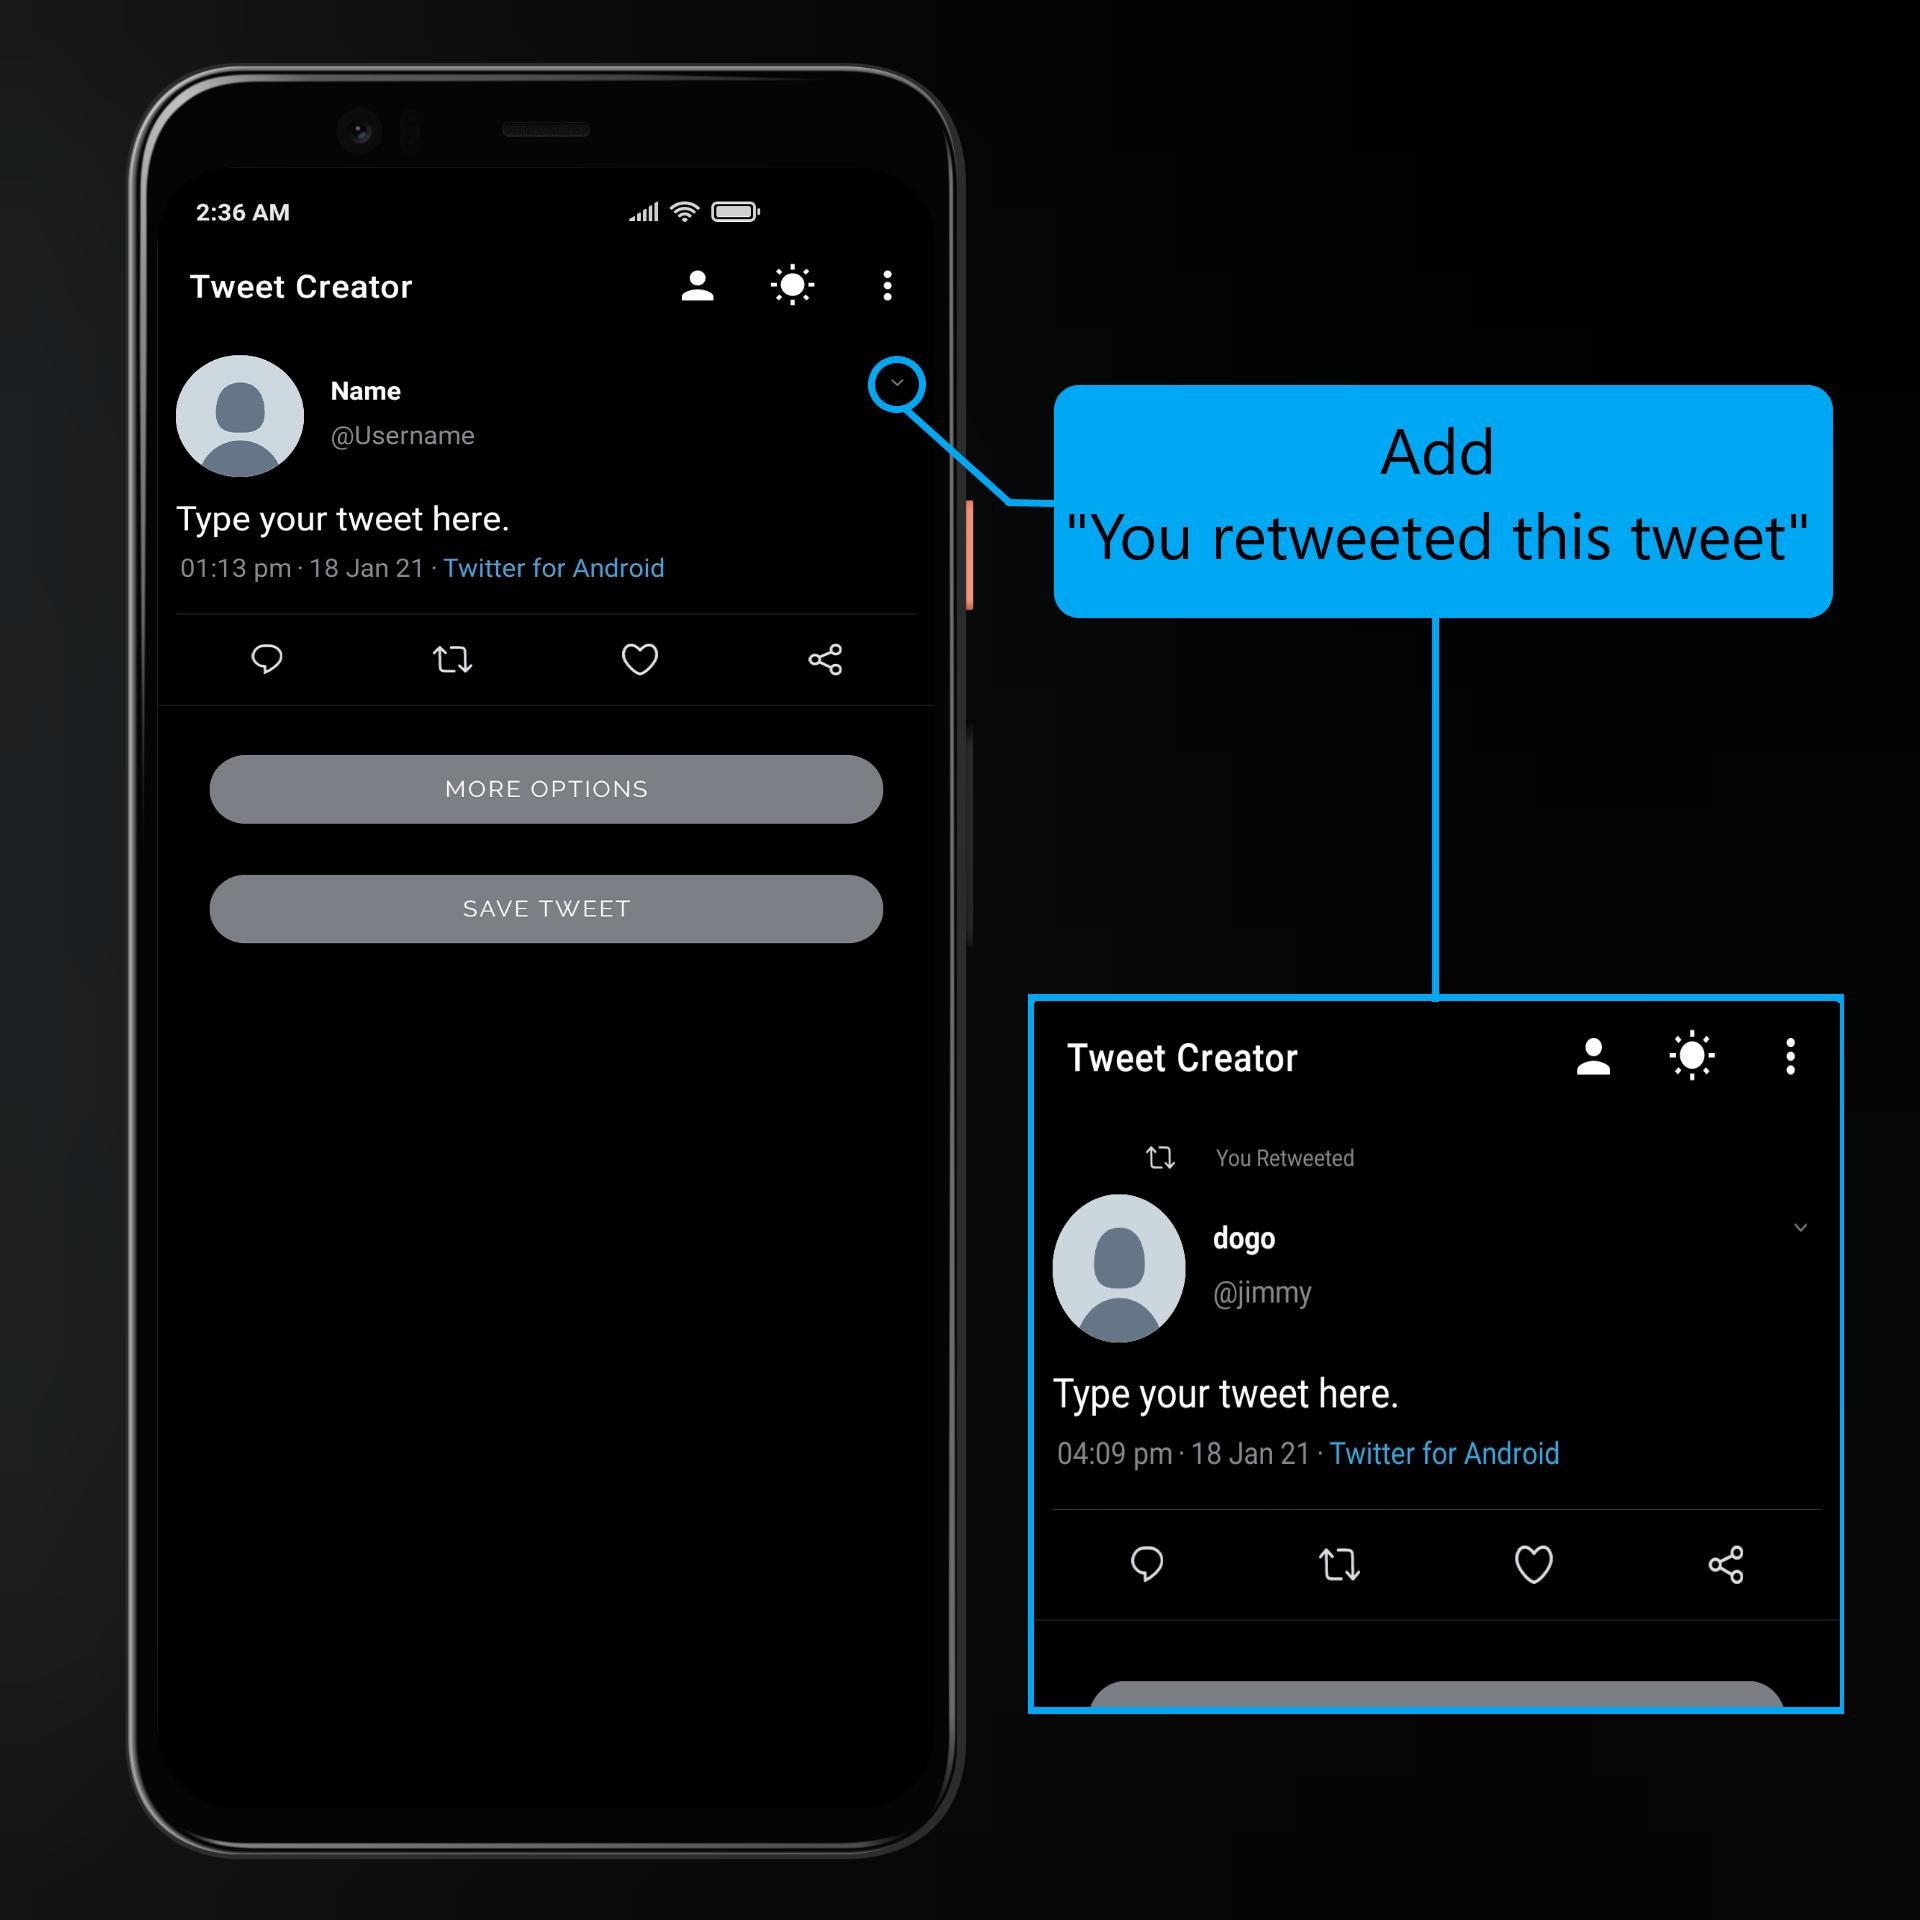 2:36 AM
Tweet Creator
Name
@Username
Type your tweet here.
01:13 pm · 18 Jan 21 · Twitter for Android
MORE OPTIONS
SAVE TWEET
Add
"You retweeted this tweet"
Tweet Creator
You Retweeted
dogo
@jimmy
Type your tweet here.
04:09 pm · 18 Jan 21 · Twitter for Android